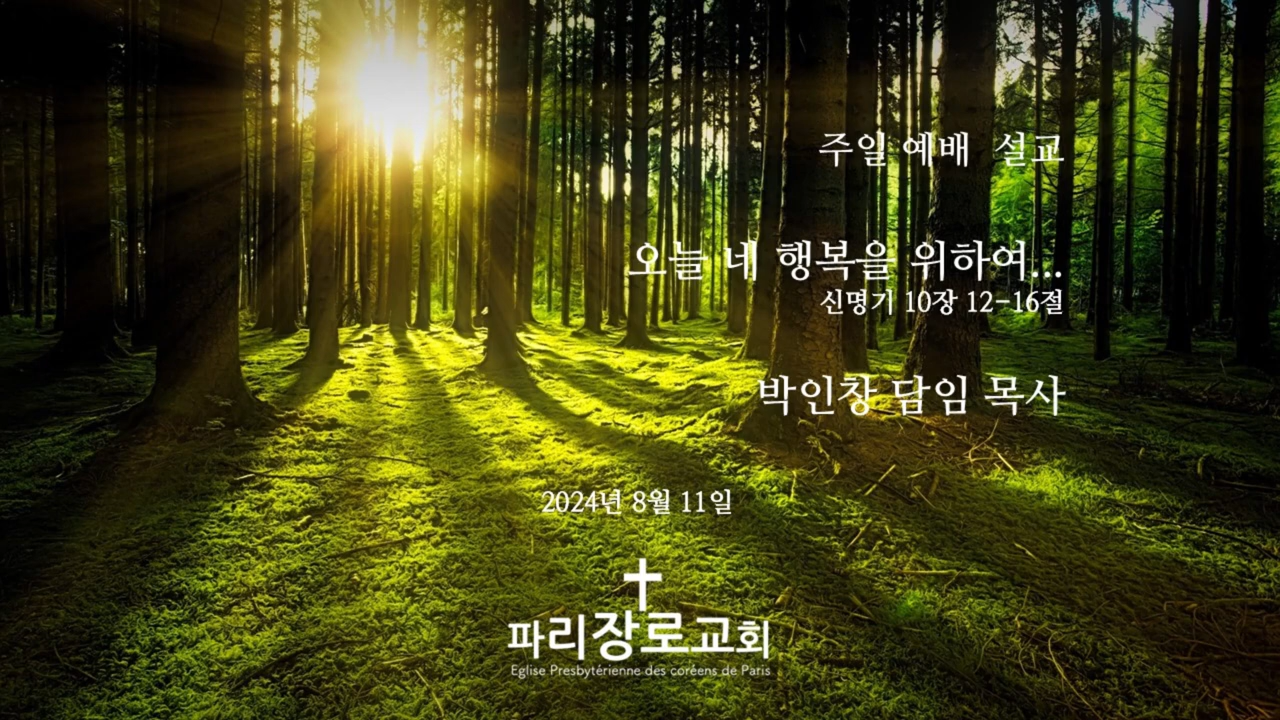 주일 예배 설교
오늘 네 행복을 위하여...
신명기 10장 12-16절
박인창 담임 목사
2024년 8월 11일
파리장로교회
Eglise Presbytérienne des coréens de Paris